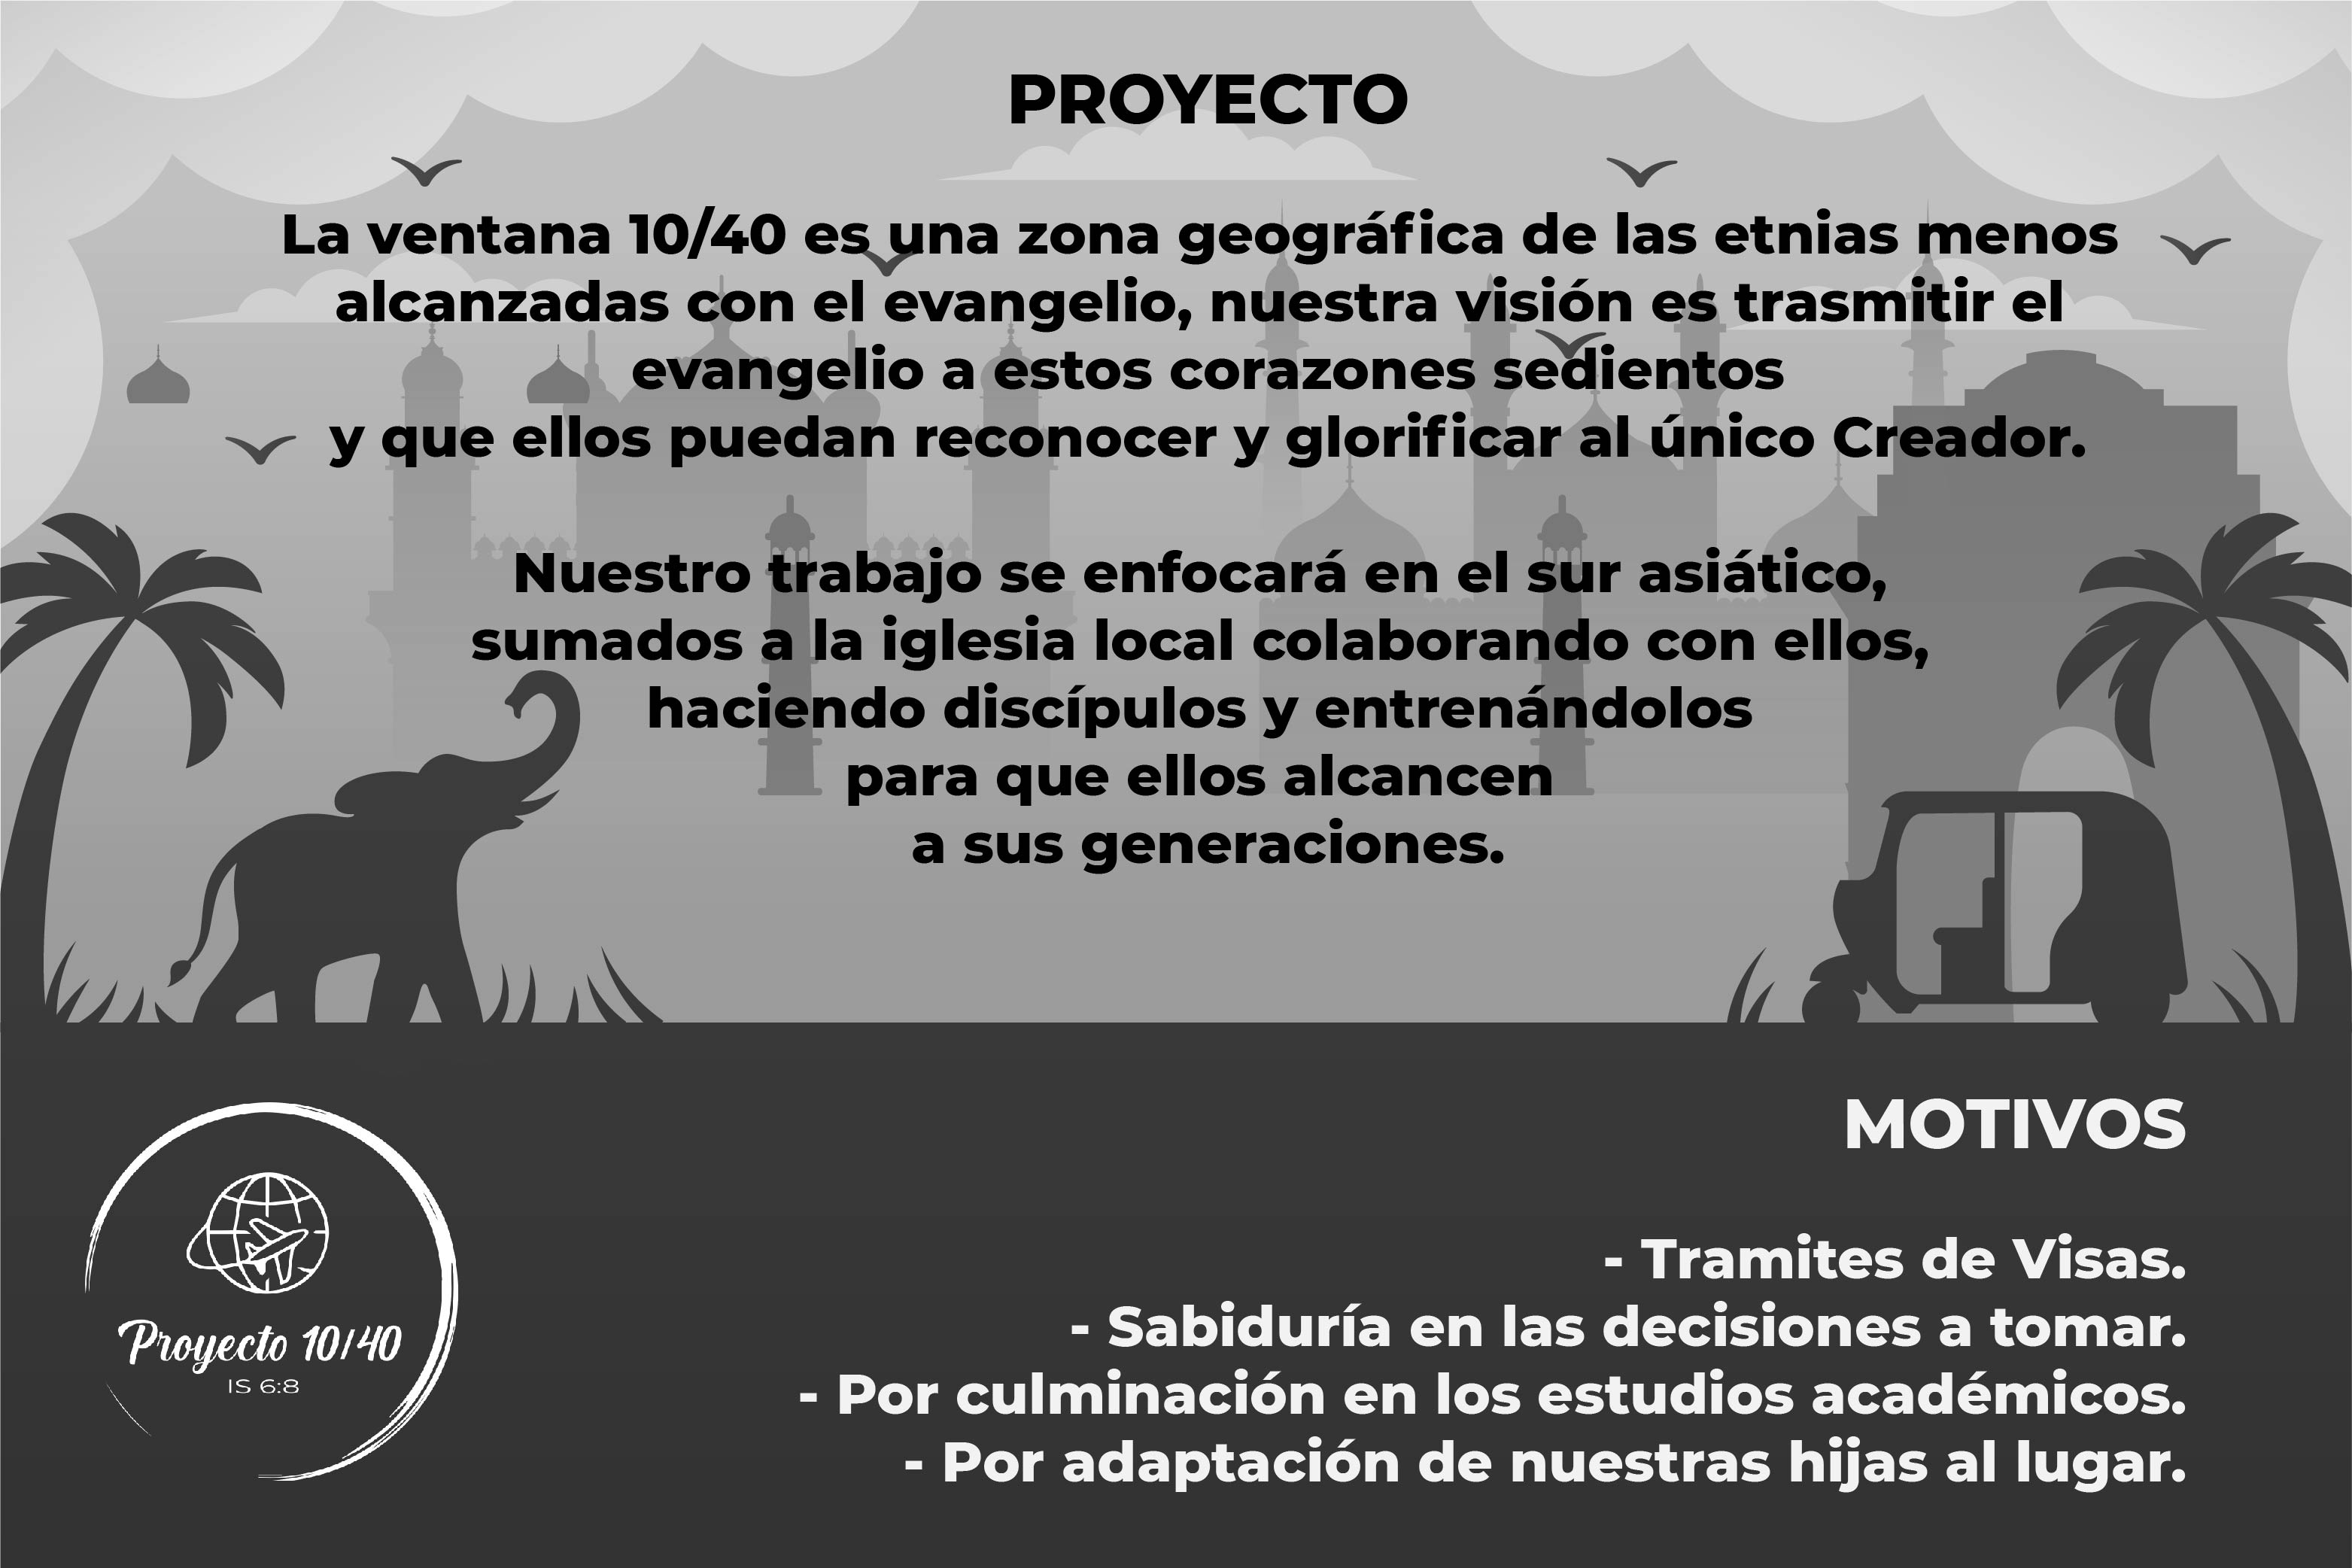 PROYECTO
La ventana 10/40 es una zona geográfica de las etnias menos
alcanzadas con el evangelio, nuestra visión es trasmitir el
evangelio a estos corazones sedientos
y que ellos puedan reconocer y glorificar al único Creador.
Nuestro trabajo se enfocará en el sur asiático,
sumados a la iglesia local colaborando con ellos,
haciendo discípulos y entrenándolos
para que ellos alcancen
a sus generaciones.
MOTIVOS
- Tramites de Visas.
- Sabiduría en las decisiones a tomar.
- Por culminación en los estudios académicos.
- Por adaptación de nuestras hijas al lugar.
Proyecto 10/40
IS 6:8